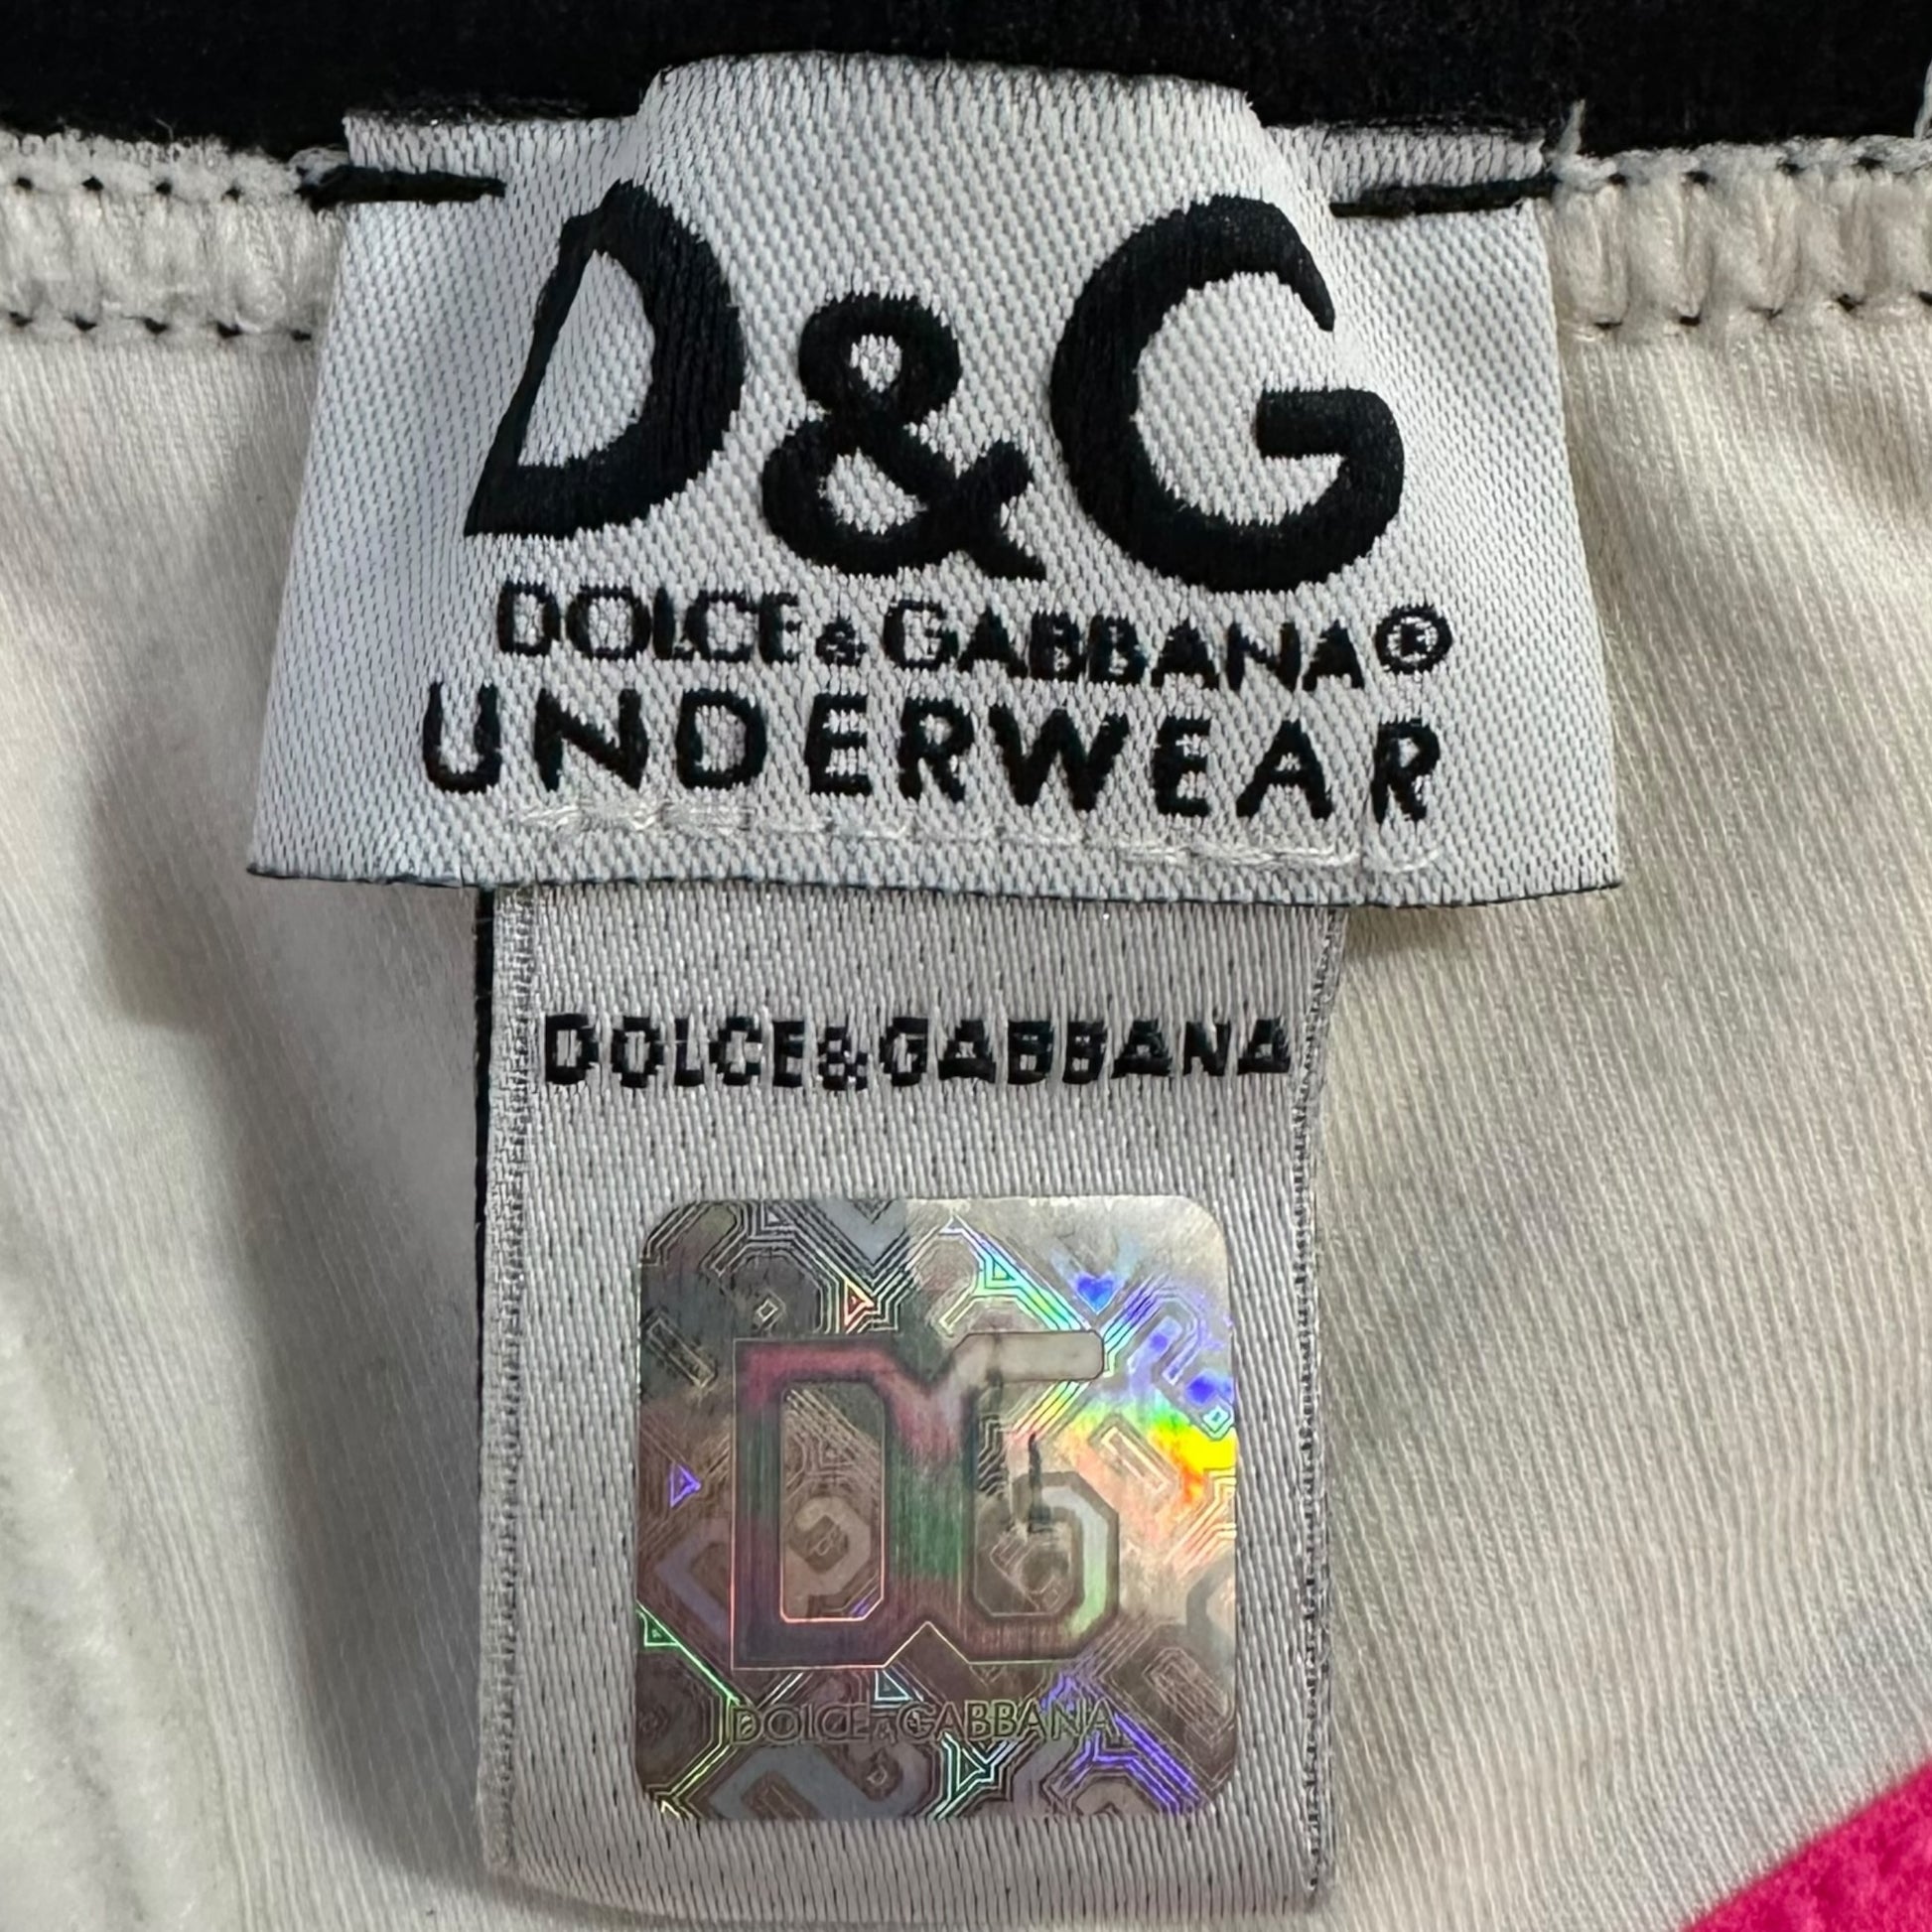 D&G
DOLCE & GABBANA®
UNDERWEAR
DOLCE&GABBANA
DG
DOLCE & GABBANA